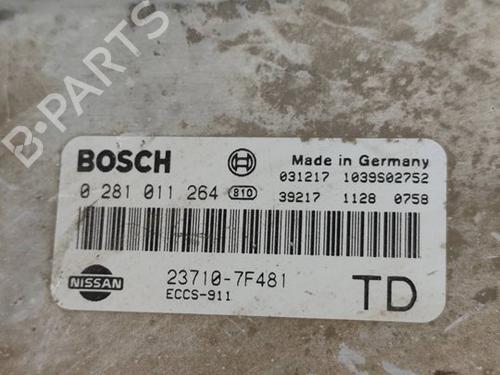 B-PARTS
BOSCH
Made in Germany
0 281 011 264 810
031217 1039S02752
39217 1128 0758
NISSAN
23710-7F481
ECCS-911
TD